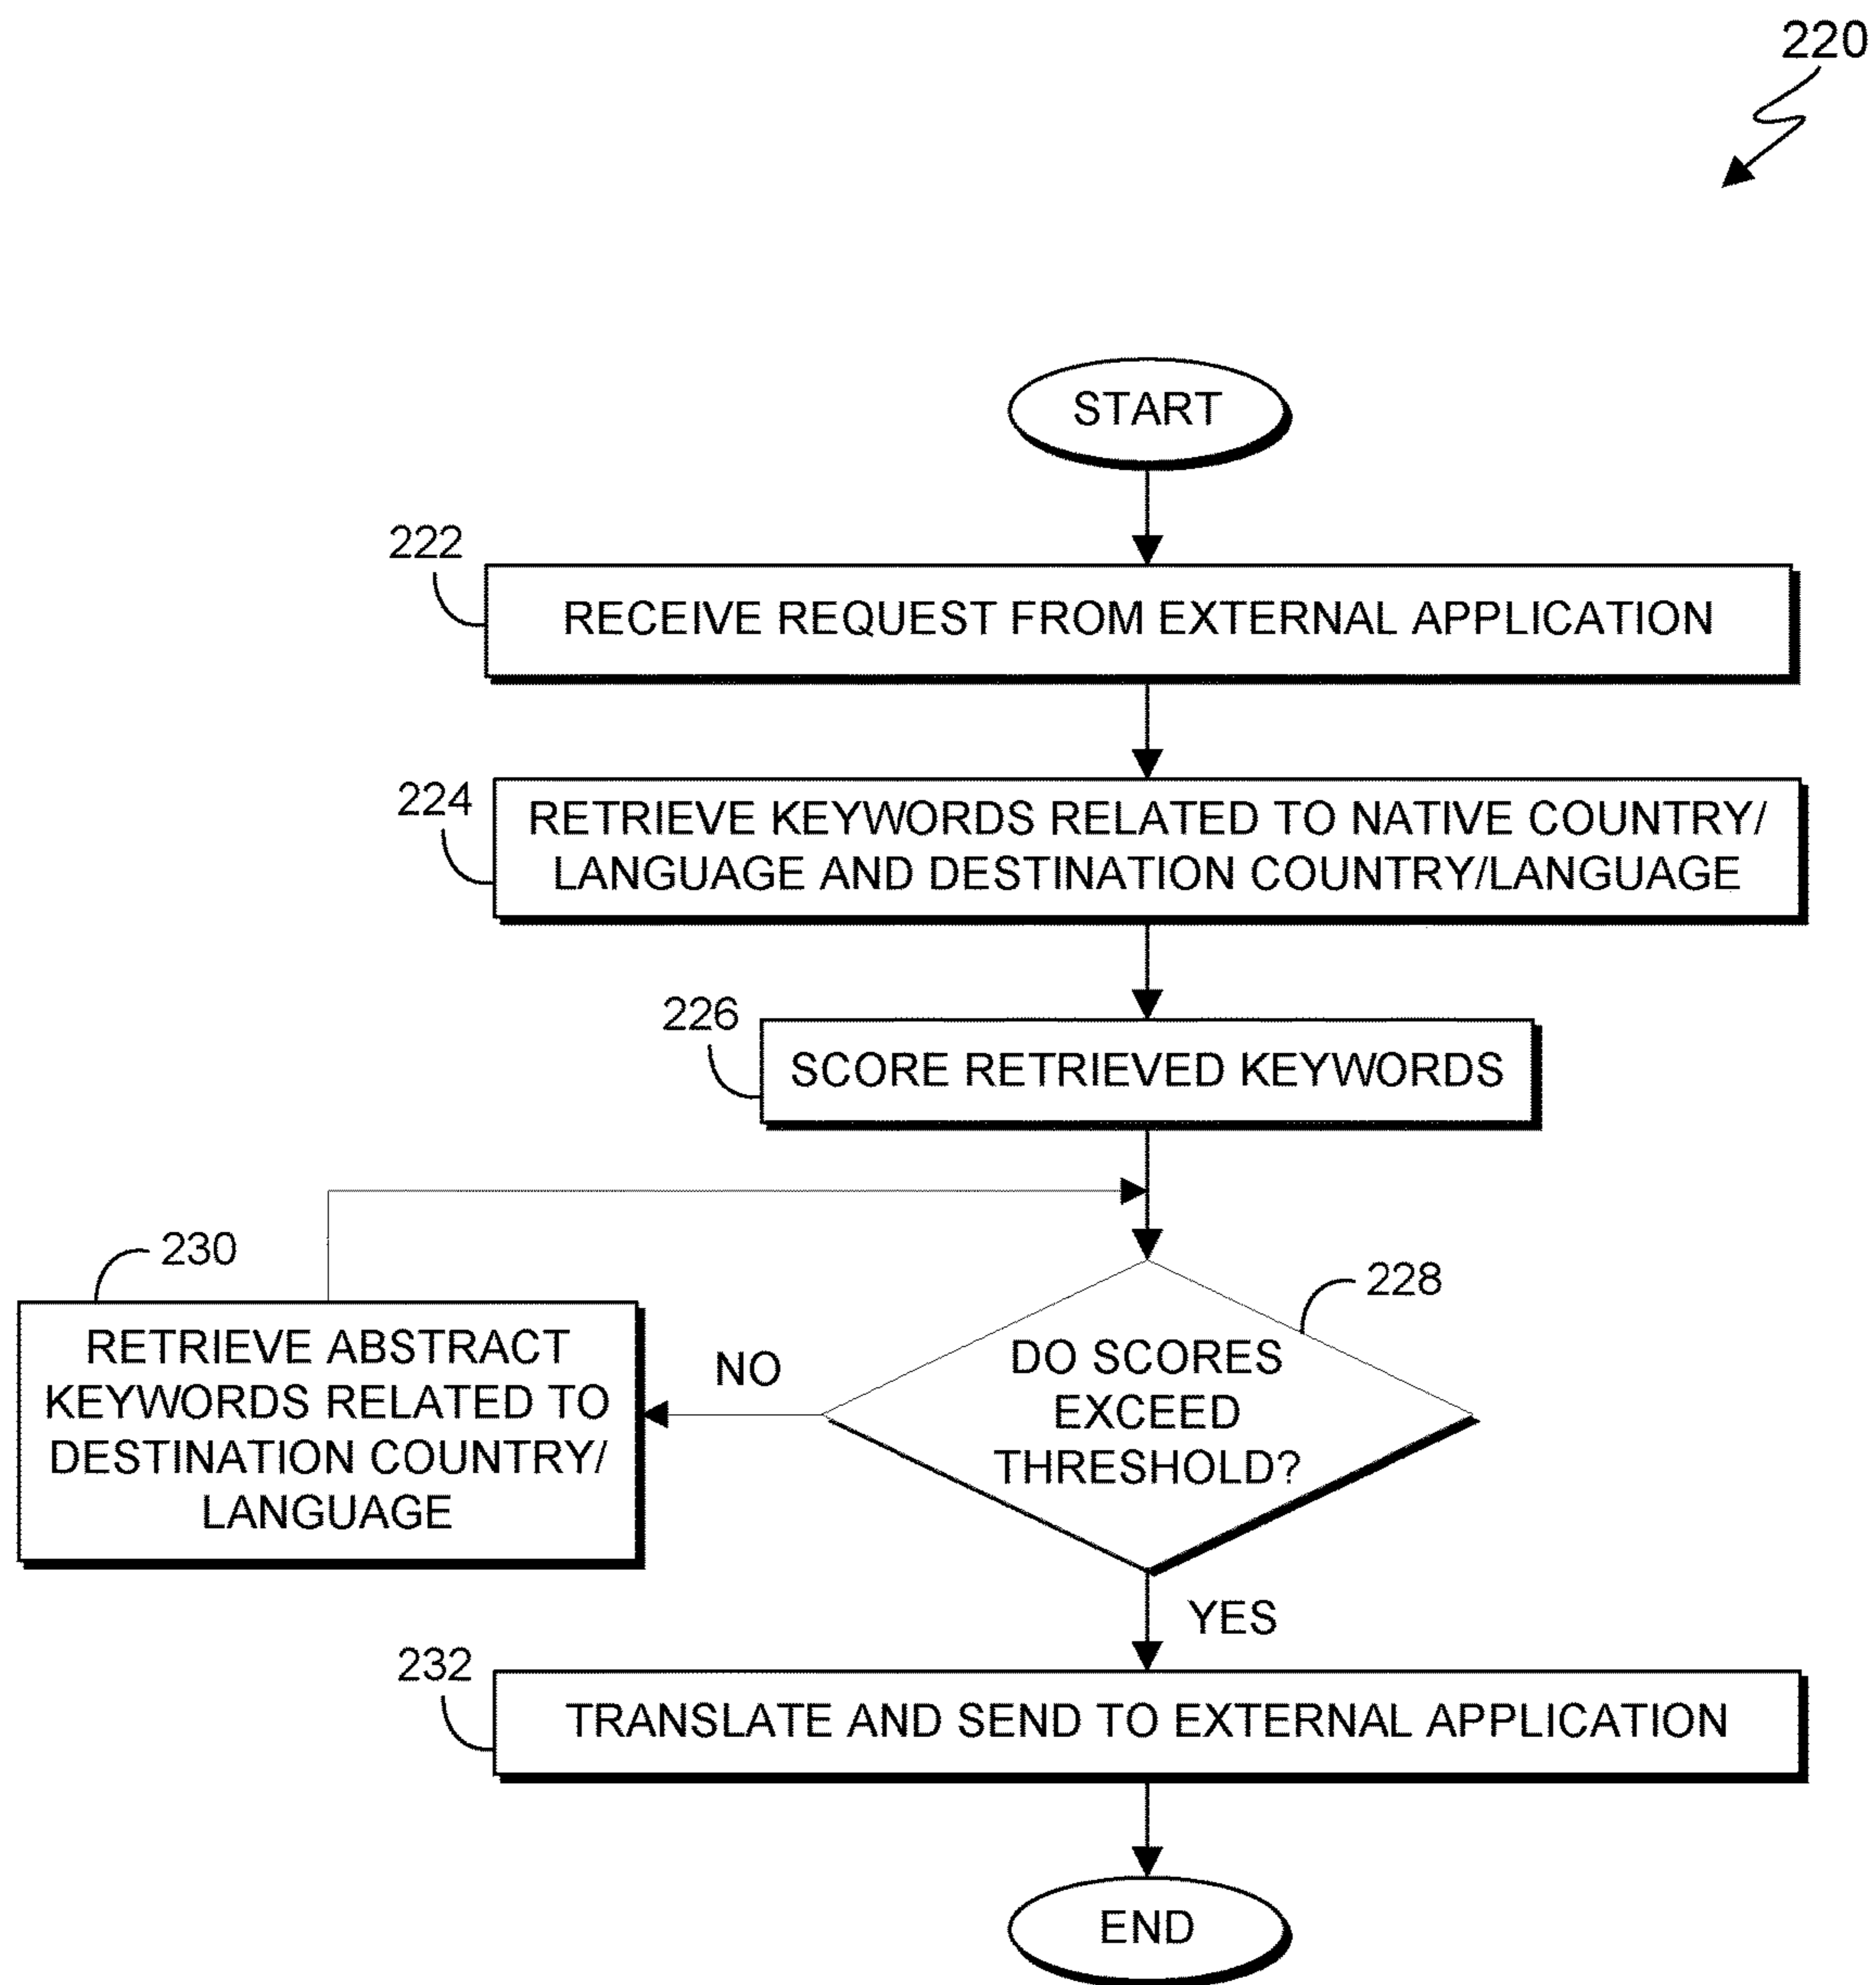 220
START
222
RECEIVE REQUEST FROM EXTERNAL APPLICATION
224
RETRIEVE KEYWORDS RELATED TO NATIVE COUNTRY/
LANGUAGE AND DESTINATION COUNTRY/LANGUAGE
226
SCORE RETRIEVED KEYWORDS
230
RETRIEVE ABSTRACT
KEYWORDS RELATED TO
DESTINATION COUNTRY/
LANGUAGE
NO
228
DO SCORES
EXCEED
THRESHOLD?
YES
232
TRANSLATE AND SEND TO EXTERNAL APPLICATION
END